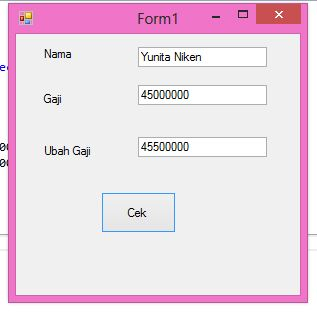 Form1
Nama Yunita Niken
Gaji 45000000
Ubah Gaji 45500000
Cek